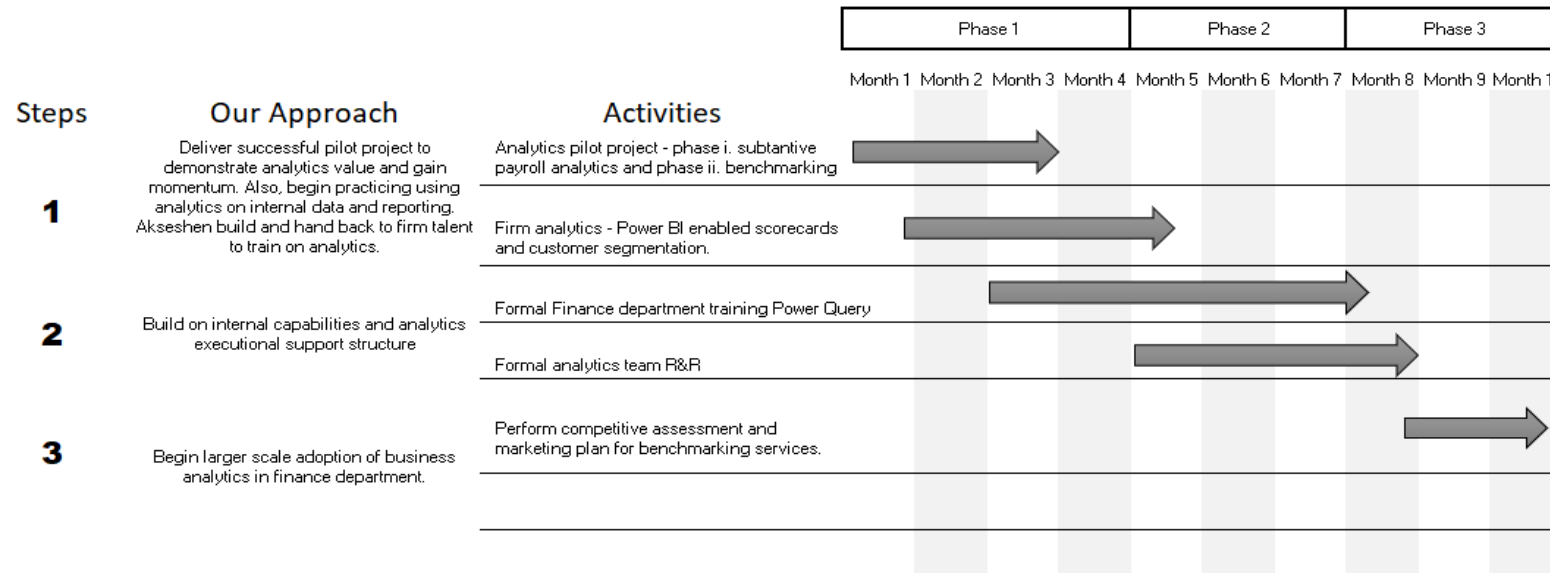 Phase 1 Phase 2 Phase 3
Month 1 Month 2 Month 3 Month 4 Month 5 Month 6 Month 7 Month 8 Month 9 Month 1
Steps Our Approach Activities
1
Deliver successful pilot project to
demonstrate analytics value and gain
momentum. Also, begin practicing using
analytics on internal data and reporting.
Akseshen build and hand back to firm talent
to train on analytics.
Analytics pilot project - phase i. subtantive
payroll analytics and phase ii. benchmarking
Firm analytics - Power BI enabled scorecards
and customer segmentation.
2
Build on internal capabilities and analytics
executional support structure
Formal Finance department training Power Query
Formal analytics team R&R
3
Begin larger scale adoption of business
analytics in finance department.
Perform competitive assessment and
marketing plan for benchmarking services.